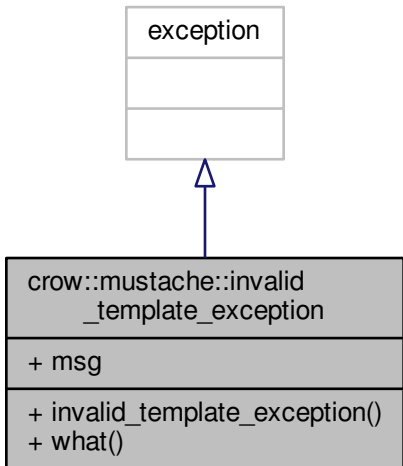 exception
crow::mustache::invalid
_template_exception
+ msg
+ invalid_template_exception()
+ what()